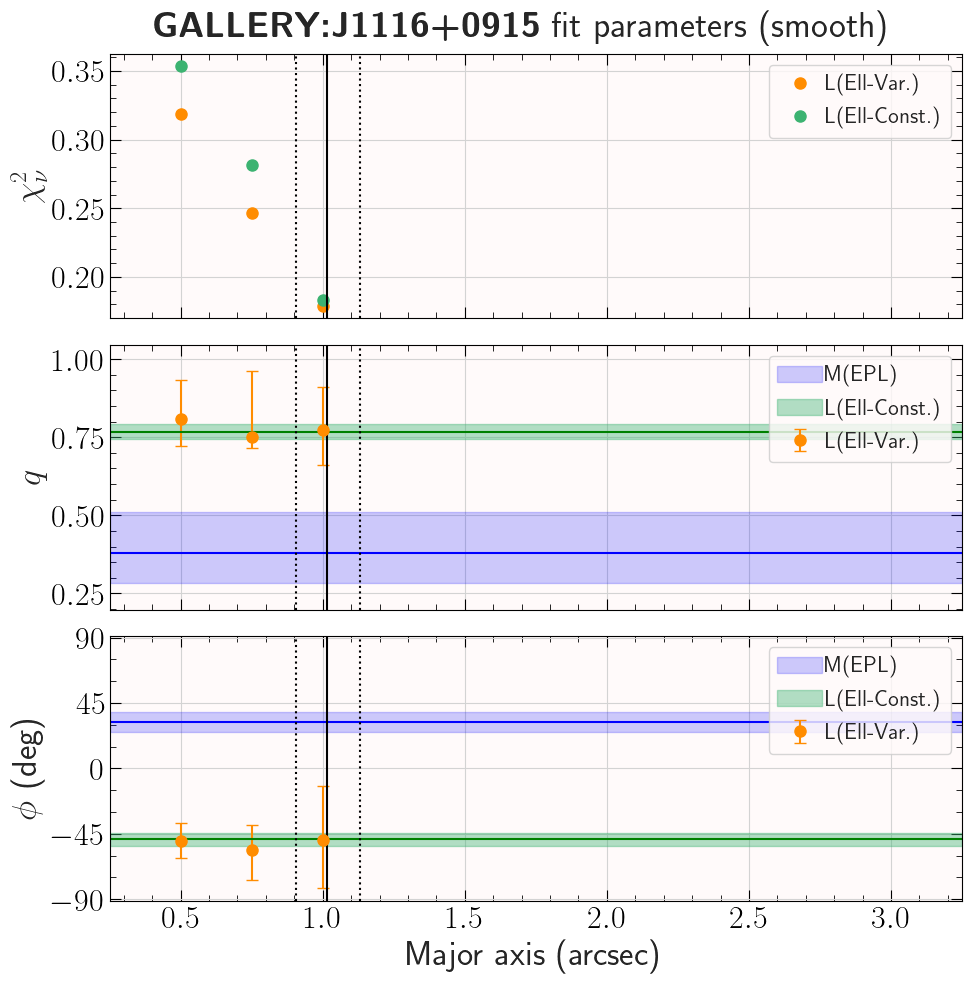 GALLERY:J1116+0915 fit parameters (smooth)
0.35
0.30
0.25
0.20
χ²ᵥ
L(Ell-Var.)
L(Ell-Const.)
1.00
0.75
0.50
0.25
q
M(EPL)
L(Ell-Const.)
L(Ell-Var.)
90
45
0
−45
−90
ϕ (deg)
M(EPL)
L(Ell-Const.)
L(Ell-Var.)
0.5 1.0 1.5 2.0 2.5 3.0
Major axis (arcsec)